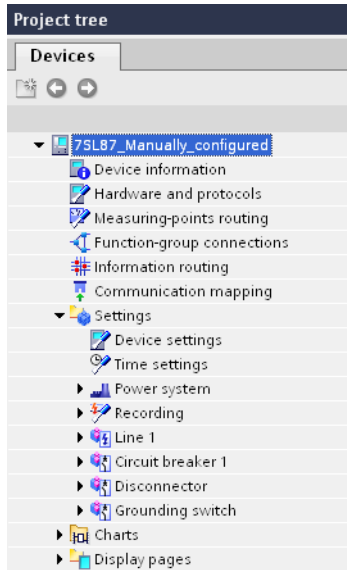 Project tree
Devices
7SL87_Manually_configured
Device information
Hardware and protocols
Measuring-points routing
Function-group connections
Information routing
Communication mapping
Settings
Device settings
Time settings
Power system
Recording
Line 1
Circuit breaker 1
Disconnector
Grounding switch
Charts
Display pages